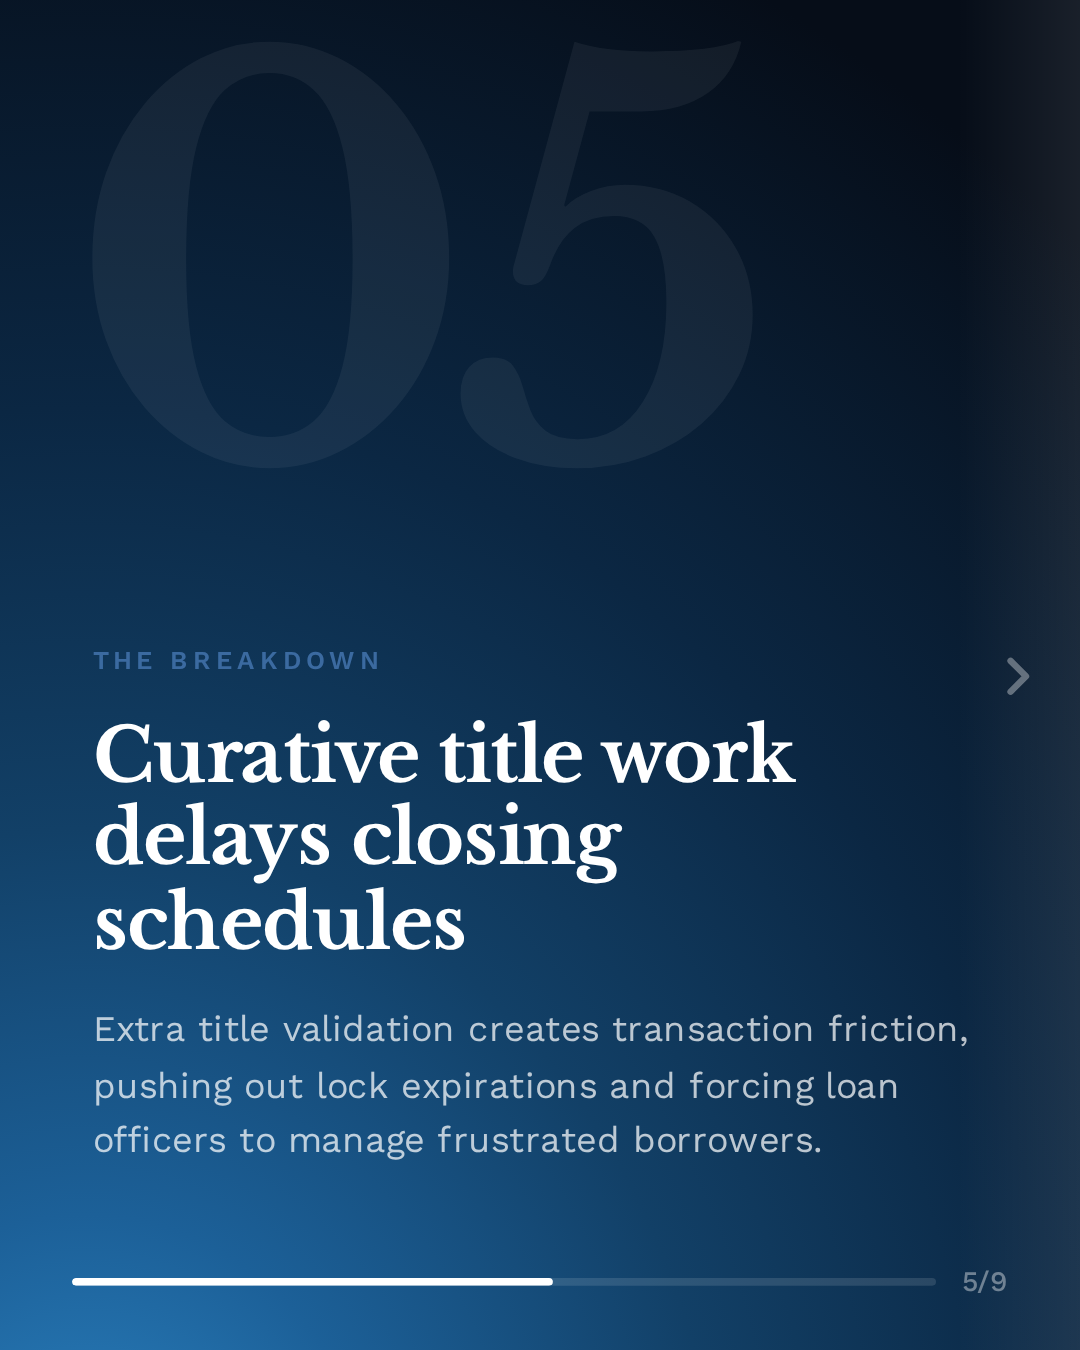 05
THE BREAKDOWN
Curative title work
delays closing
schedules
Extra title validation creates transaction friction,
pushing out lock expirations and forcing loan
officers to manage frustrated borrowers.
5/9